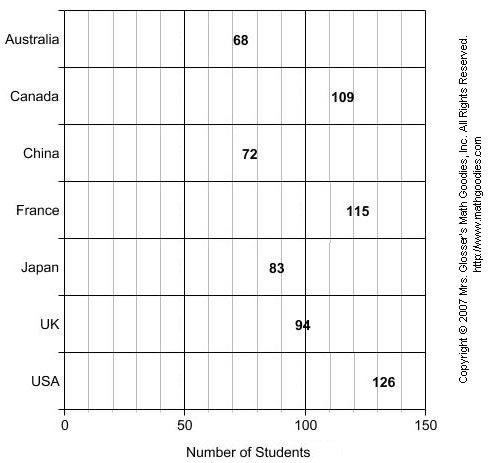 Australia 68
Canada 109
China 72
France 115
Japan 83
UK 94
USA 126
0 50 100 150
Number of Students
Copyright © 2007 Mrs. Glosser's Math Goodies, Inc. All Rights Reserved.
http://www.mathgoodies.com